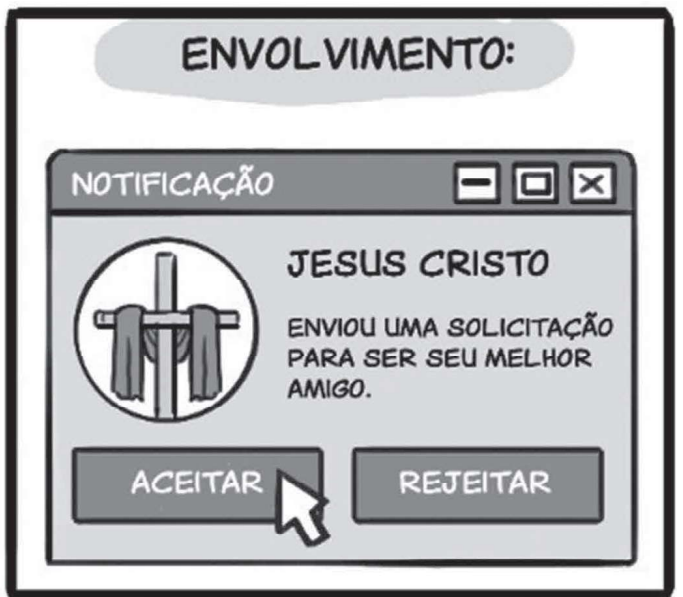 ENVOLVIMENTO:
NOTIFICAÇÃO
JESUS CRISTO
ENVIOU UMA SOLICITAÇÃO
PARA SER SEU MELHOR
AMIGO.
ACEITAR
REJEITAR